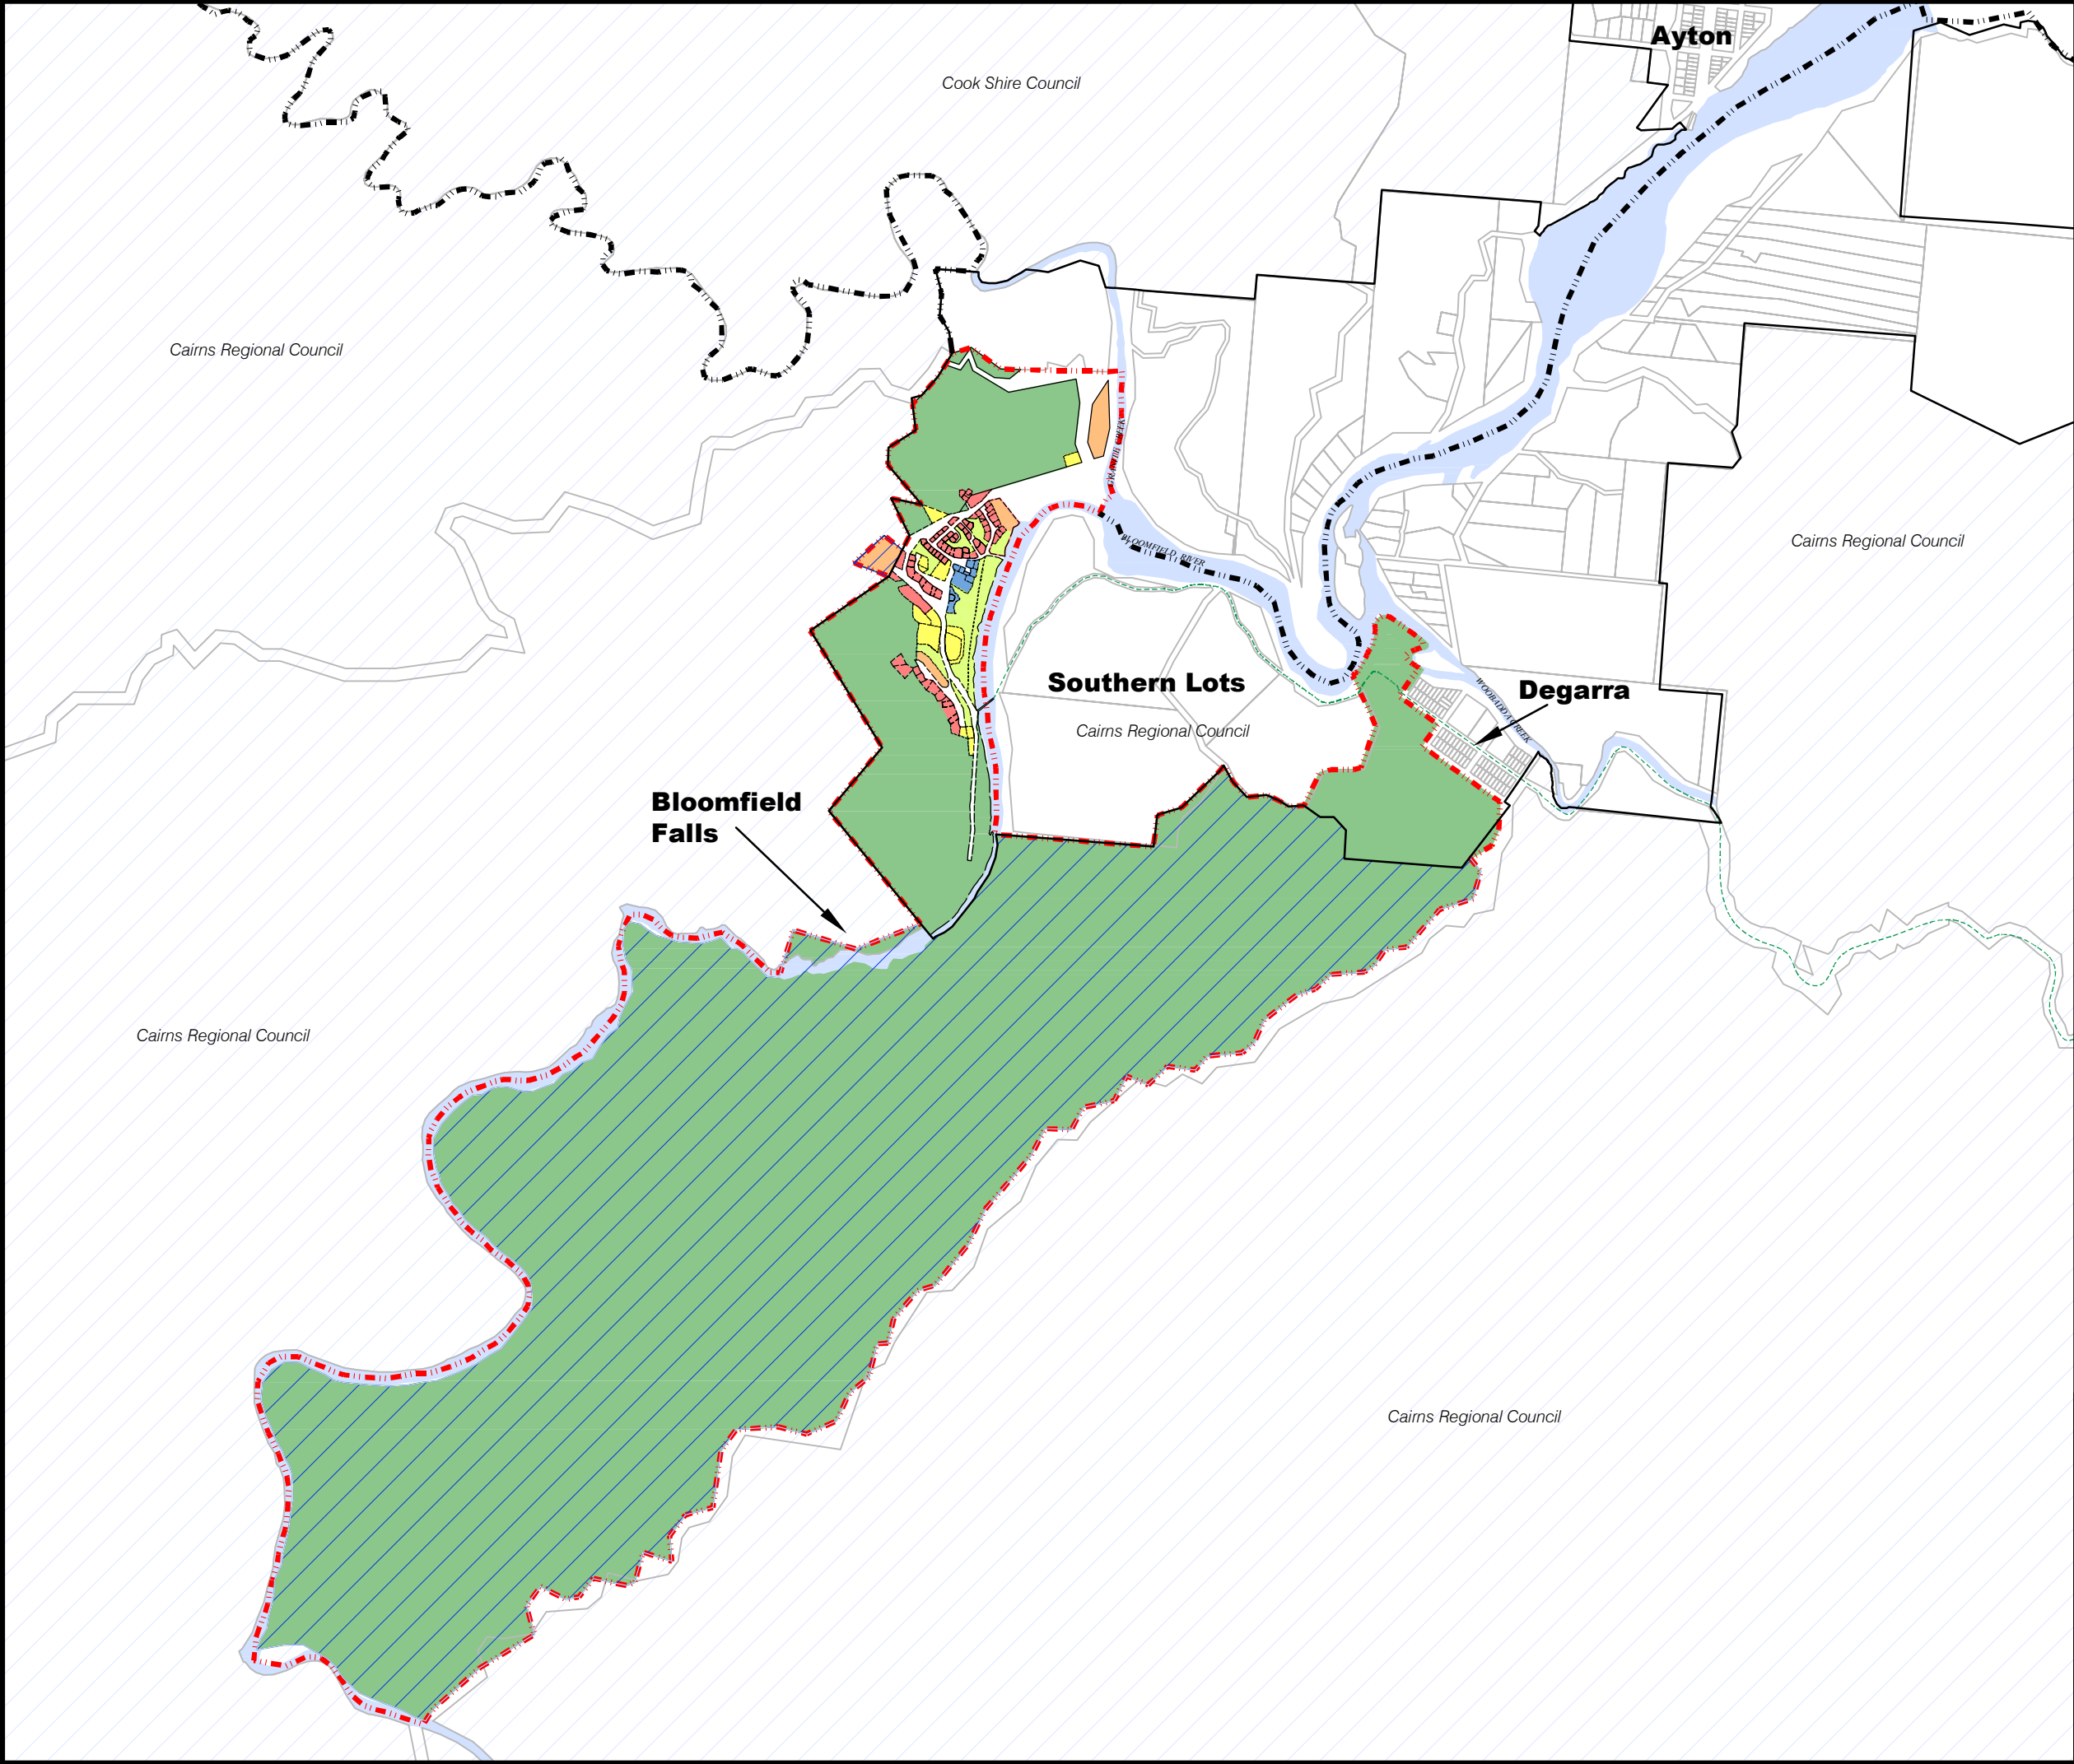 Ayton
Cook Shire Council
Cairns Regional Council
Cairns Regional Council
BLOOMFIELD RIVER
Southern Lots
Cairns Regional Council
Degarra
Bloomfield
Falls
Cairns Regional Council
Cairns Regional Council